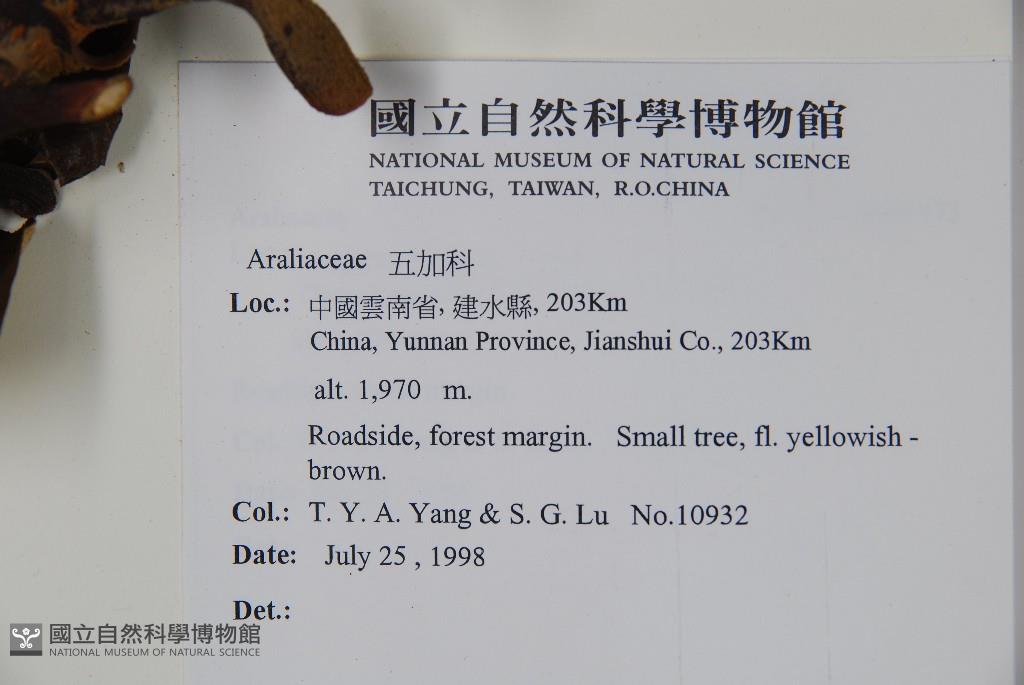 國立自然科學博物館
NATIONAL MUSEUM OF NATURAL SCIENCE
TAICHUNG, TAIWAN, R.O.CHINA
Araliaceae 五加科
Loc.: 中國雲南省, 建水縣, 203Km
China, Yunnan Province, Jianshui Co., 203Km
alt. 1,970 m.
Roadside, forest margin. Small tree, fl. yellowish -
brown.
Col.: T. Y. A. Yang & S. G. Lu No.10932
Date: July 25 , 1998
Det.:
國立自然科學博物館
NATIONAL MUSEUM OF NATURAL SCIENCE